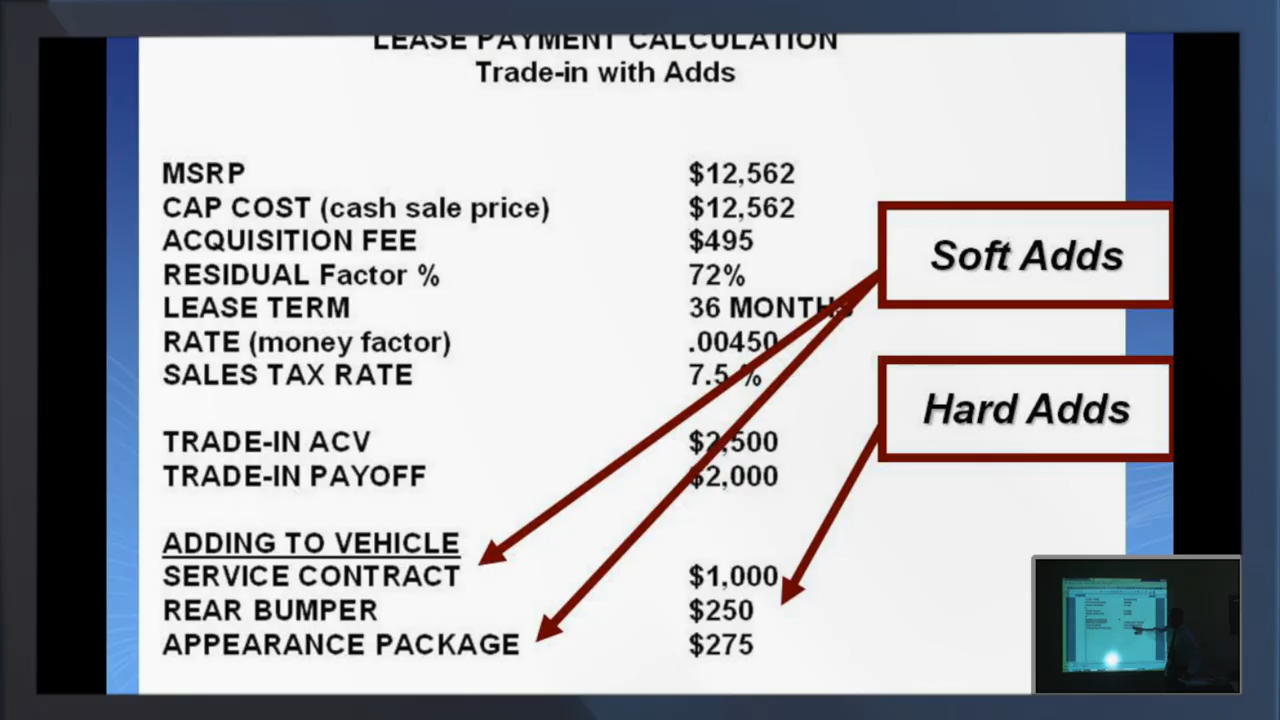 LEASE PAYMENT CALCULATION
Trade-in with Adds
MSRP $12,562
CAP COST (cash sale price) $12,562
ACQUISITION FEE $495
RESIDUAL Factor % 72%
LEASE TERM 36 MONTHS
RATE (money factor) .00450
SALES TAX RATE 7.5 %
TRADE-IN ACV $2,500
TRADE-IN PAYOFF $2,000
ADDING TO VEHICLE
SERVICE CONTRACT $1,000
REAR BUMPER $250
APPEARANCE PACKAGE $275
Soft Adds
Hard Adds